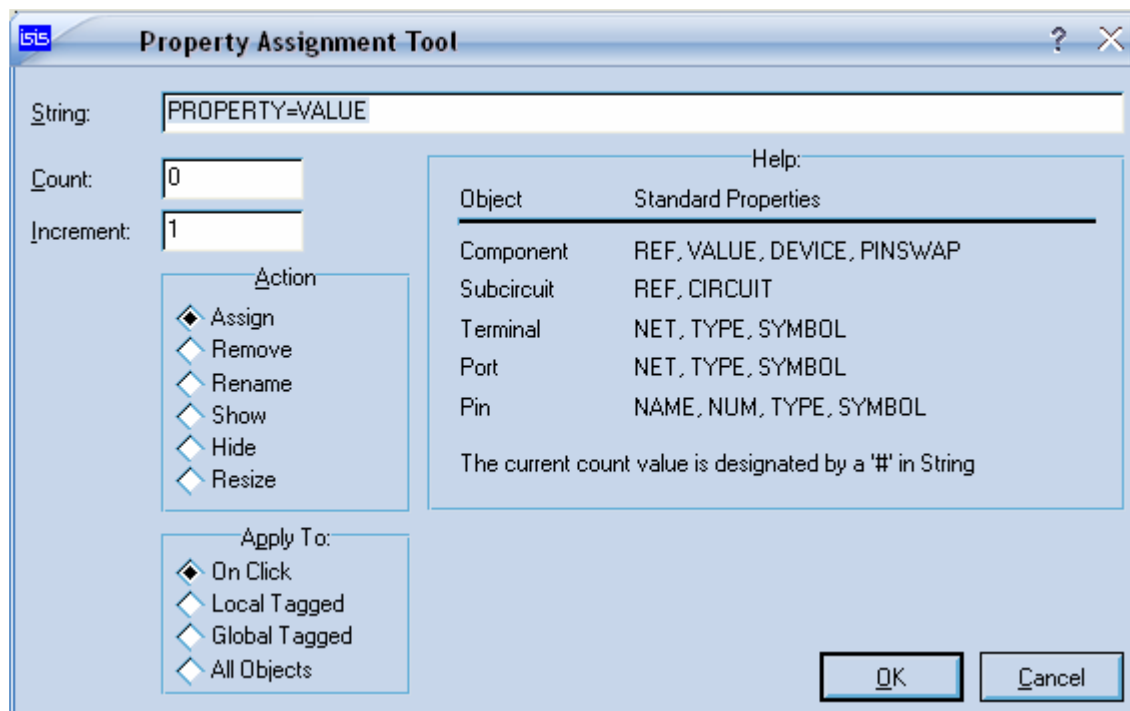 isis Property Assignment Tool ?
String: PROPERTY=VALUE
Count: 0
Increment: 1
Action
Assign
Remove
Rename
Show
Hide
Resize
Apply To:
On Click
Local Tagged
Global Tagged
All Objects
Help:
Object Standard Properties
Component REF, VALUE, DEVICE, PINSWAP
Subcircuit REF, CIRCUIT
Terminal NET, TYPE, SYMBOL
Port NET, TYPE, SYMBOL
Pin NAME, NUM, TYPE, SYMBOL
The current count value is designated by a '#' in String
OK Cancel